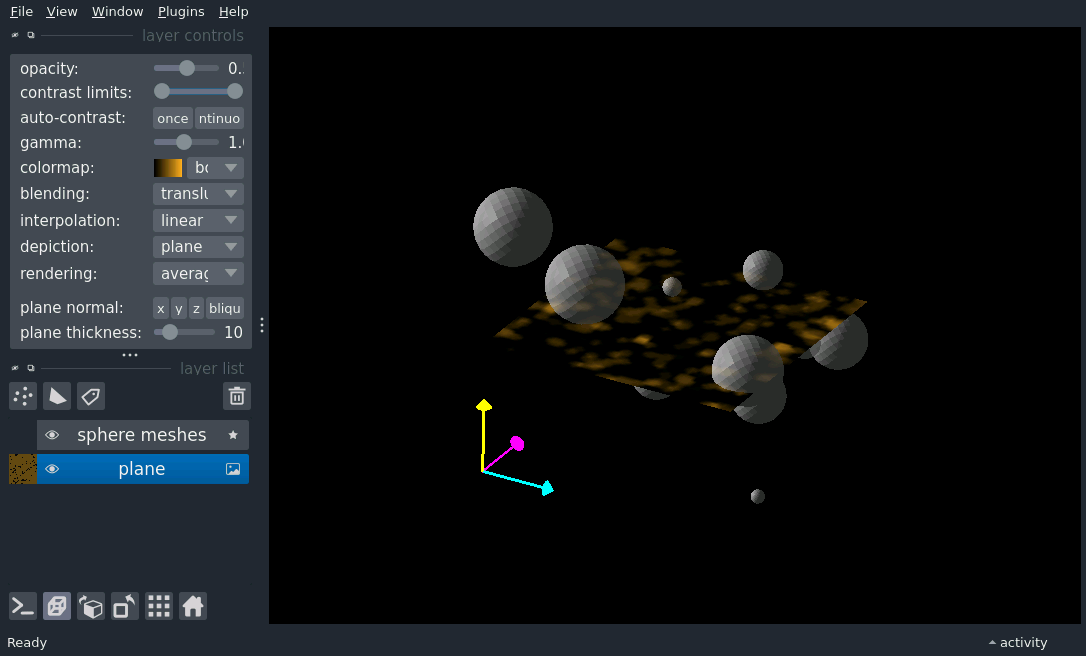 File View Window Plugins Help
layer controls
opacity: 0.
contrast limits:
auto-contrast: once ntinuo
gamma: 1.
colormap: bo
blending: translu
interpolation: linear
depiction: plane
rendering: averag
plane normal: x y z bliqu
plane thickness: 10
layer list
sphere meshes
plane
Ready
activity